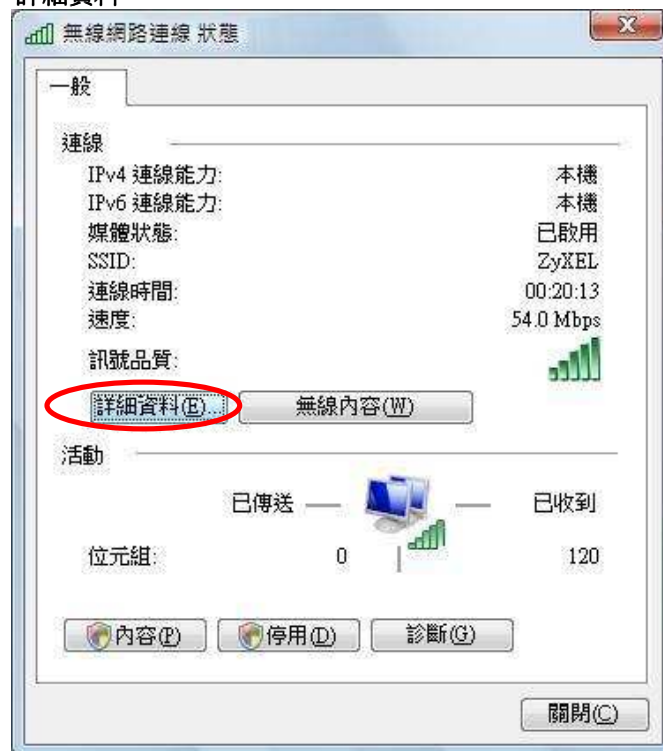 詳細資料
無線網路連線 狀態
一般
連線
IPv4 連線能力: 本機
IPv6 連線能力: 本機
媒體狀態: 已啟用
SSID: ZyXEL
連線時間: 00:20:13
速度: 54.0 Mbps
訊號品質:
詳細資料(E)... 無線內容(W)
活動
已傳送 — — 已收到
位元組: 0 | 120
內容(P) 停用(D) 診斷(G)
關閉(C)